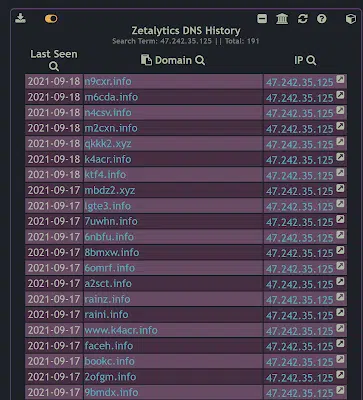 Zetalytics DNS History
Search Term: 47.242.35.125 || Total: 191
Last Seen Domain IP
2021-09-18 n9cxr.info 47.242.35.125
2021-09-18 m6cda.info 47.242.35.125
2021-09-18 n4csv.info 47.242.35.125
2021-09-18 m2cxn.info 47.242.35.125
2021-09-18 qkkk2.xyz 47.242.35.125
2021-09-18 k4acr.info 47.242.35.125
2021-09-18 ktf4.info 47.242.35.125
2021-09-17 mbdz2.xyz 47.242.35.125
2021-09-17 lgte3.info 47.242.35.125
2021-09-17 7uwhn.info 47.242.35.125
2021-09-17 6nbfu.info 47.242.35.125
2021-09-17 8bmxw.info 47.242.35.125
2021-09-17 6omrf.info 47.242.35.125
2021-09-17 a2sct.info 47.242.35.125
2021-09-17 rainz.info 47.242.35.125
2021-09-17 raini.info 47.242.35.125
2021-09-17 www.k4acr.info 47.242.35.125
2021-09-17 faceh.info 47.242.35.125
2021-09-17 bookc.info 47.242.35.125
2021-09-17 2ofgm.info 47.242.35.125
2021-09-17 9bmdx.info 47.242.35.125